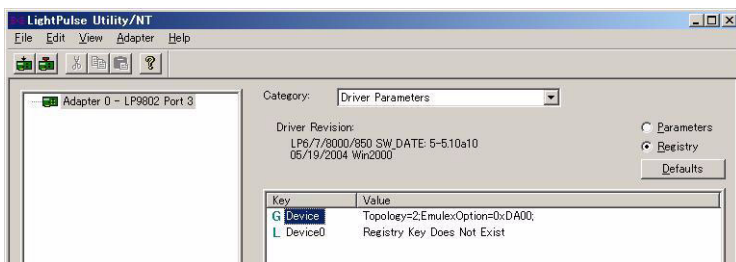 LightPulse Utility/NT
File Edit View Adapter Help
Adapter 0 - LP9802 Port 3
Category: Driver Parameters
Driver Revision:
LP6/7/8000/850 SW_DATE: 5-5.10a10
05/19/2004 Win2000
Parameters
Registry
Defaults
Key Value
G Device Topology=2;EmulexOption=0xDA00;
L Device0 Registry Key Does Not Exist